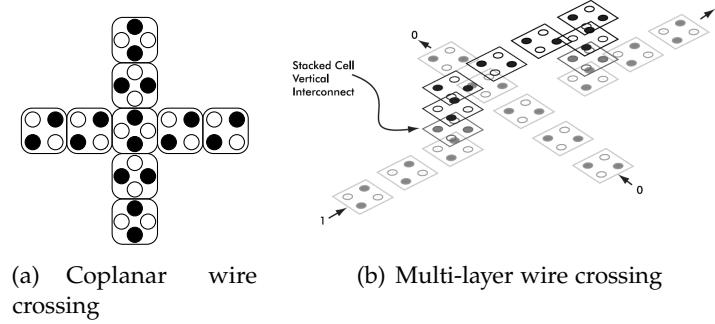 0
Stacked Cell
Vertical
Interconnect
1
0
(a) Coplanar wire
crossing
(b) Multi-layer wire crossing